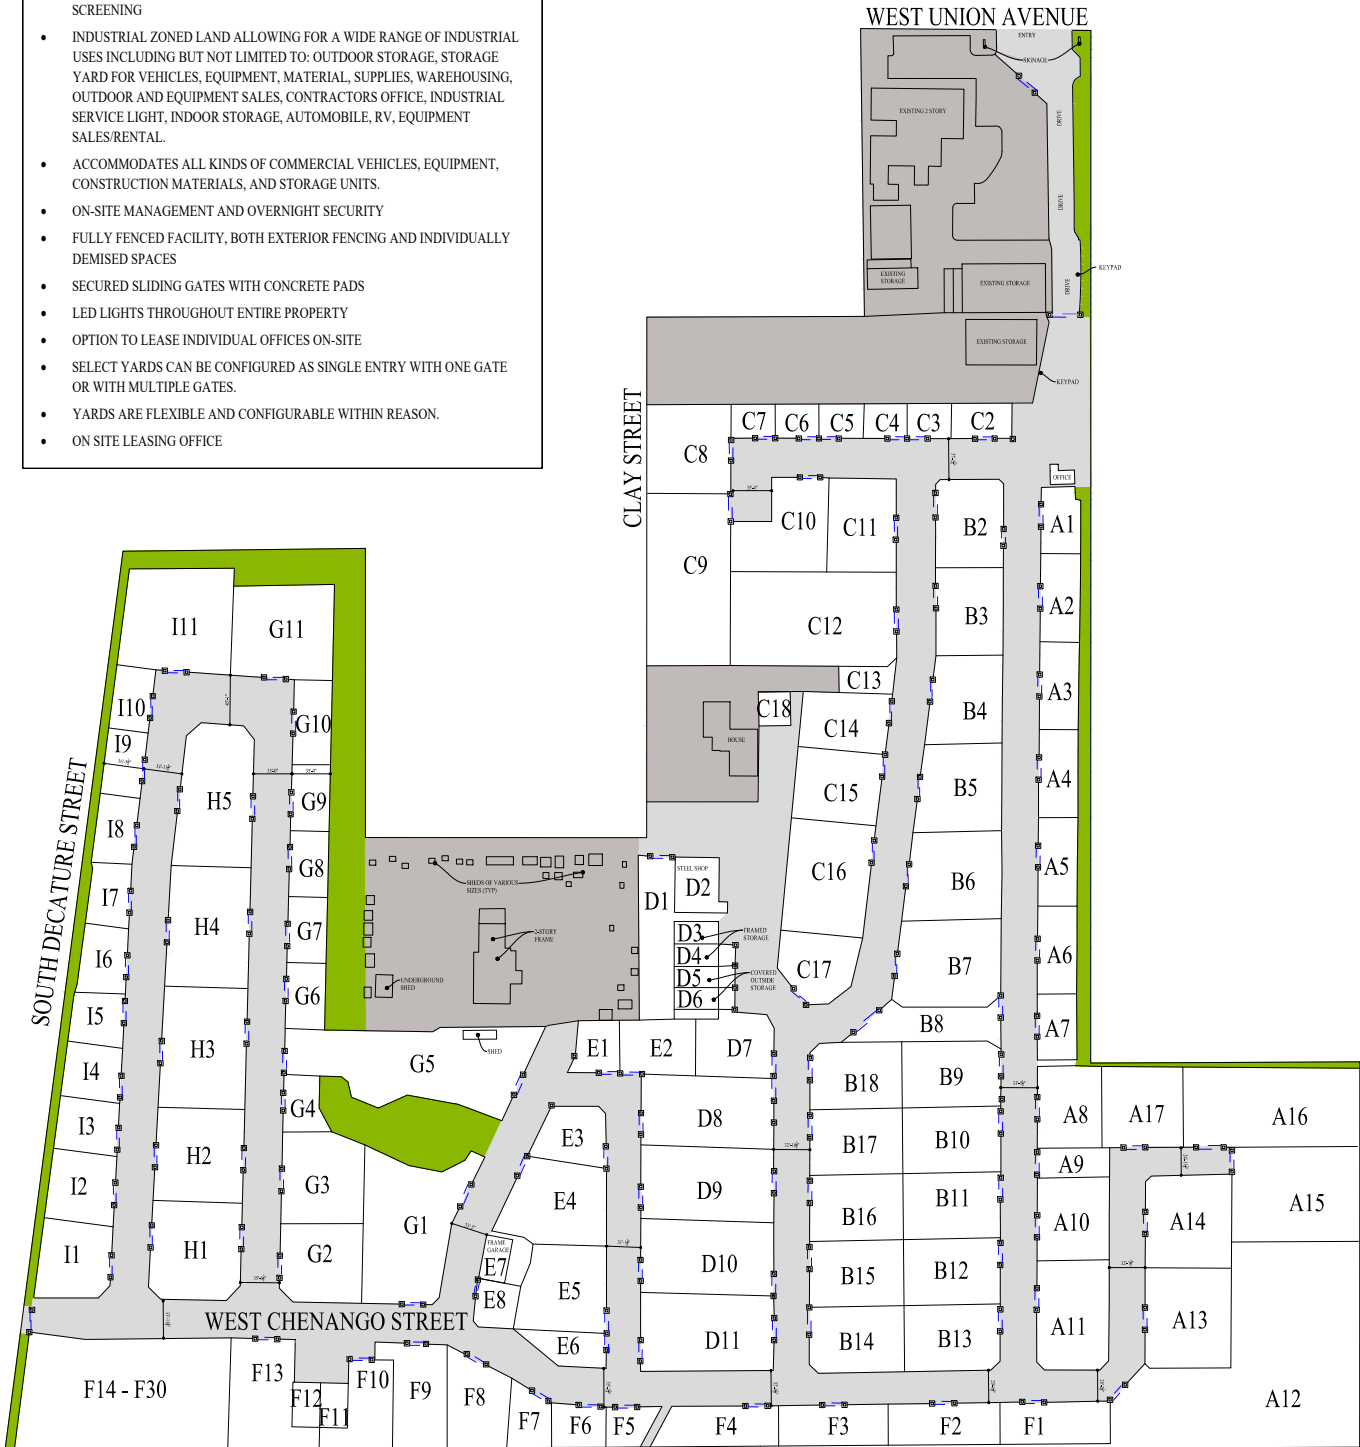 SCREENING
• INDUSTRIAL ZONED LAND ALLOWING FOR A WIDE RANGE OF INDUSTRIAL
USES INCLUDING BUT NOT LIMITED TO: OUTDOOR STORAGE, STORAGE
YARD FOR VEHICLES, EQUIPMENT, MATERIAL, SUPPLIES, WAREHOUSING,
OUTDOOR AND EQUIPMENT SALES, CONTRACTORS OFFICE, INDUSTRIAL
SERVICE LIGHT, INDOOR STORAGE, AUTOMOBILE, RV, EQUIPMENT
SALES/RENTAL.
• ACCOMMODATES ALL KINDS OF COMMERCIAL VEHICLES, EQUIPMENT,
CONSTRUCTION MATERIALS, AND STORAGE UNITS.
• ON-SITE MANAGEMENT AND OVERNIGHT SECURITY
• FULLY FENCED FACILITY, BOTH EXTERIOR FENCING AND INDIVIDUALLY
DEMISED SPACES
• SECURED SLIDING GATES WITH CONCRETE PADS
• LED LIGHTS THROUGHOUT ENTIRE PROPERTY
• OPTION TO LEASE INDIVIDUAL OFFICES ON-SITE
• SELECT YARDS CAN BE CONFIGURED AS SINGLE ENTRY WITH ONE GATE
OR WITH MULTIPLE GATES.
• YARDS ARE FLEXIBLE AND CONFIGURABLE WITHIN REASON.
• ON SITE LEASING OFFICE
WEST UNION AVENUE
ENTRY
SIGNAGE
EXISTING 2 STORY
DRIVE
DRIVE
DRIVE
KEYPAD
EXISTING
STORAGE
EXISTING STORAGE
EXISTING STORAGE
KEYPAD
CLAY STREET
C7
C6
C5
C4
C3
C2
C8
C9
C10
C11
C12
C13
C18
C14
C15
C16
C17
HOUSE
OFFICE
A1
A2
A3
A4
A5
A6
A7
B2
B3
B4
B5
B6
B7
B8
B18
B9
B17
B10
B16
B11
B15
B12
B14
B13
A8
A17
A16
A9
A10
A15
A14
A11
A13
A12
SOUTH DECATURE STREET
I11
G11
I10
I9
I8
I7
I6
I5
I4
I3
I2
I1
H5
H4
H3
H2
H1
G10
G9
G8
G7
G6
G5
G4
G3
G2
G1
SHEDS OF VARIOUS
SIZES (TYP)
2-STORY
FRAME
UNDERGROUND
SHED
SHED
STEEL SHOP
D1
D2
D3
D4
D5
D6
FRAMED
STORAGE
COVERED
OUTSIDE
STORAGE
E1
E2
D7
D8
D9
D10
D11
E3
E4
FRAME
GARAGE
E7
E8
E5
E6
WEST CHENANGO STREET
F14 - F30
F13
F12
F11
F10
F9
F8
F7
F6
F5
F4
F3
F2
F1